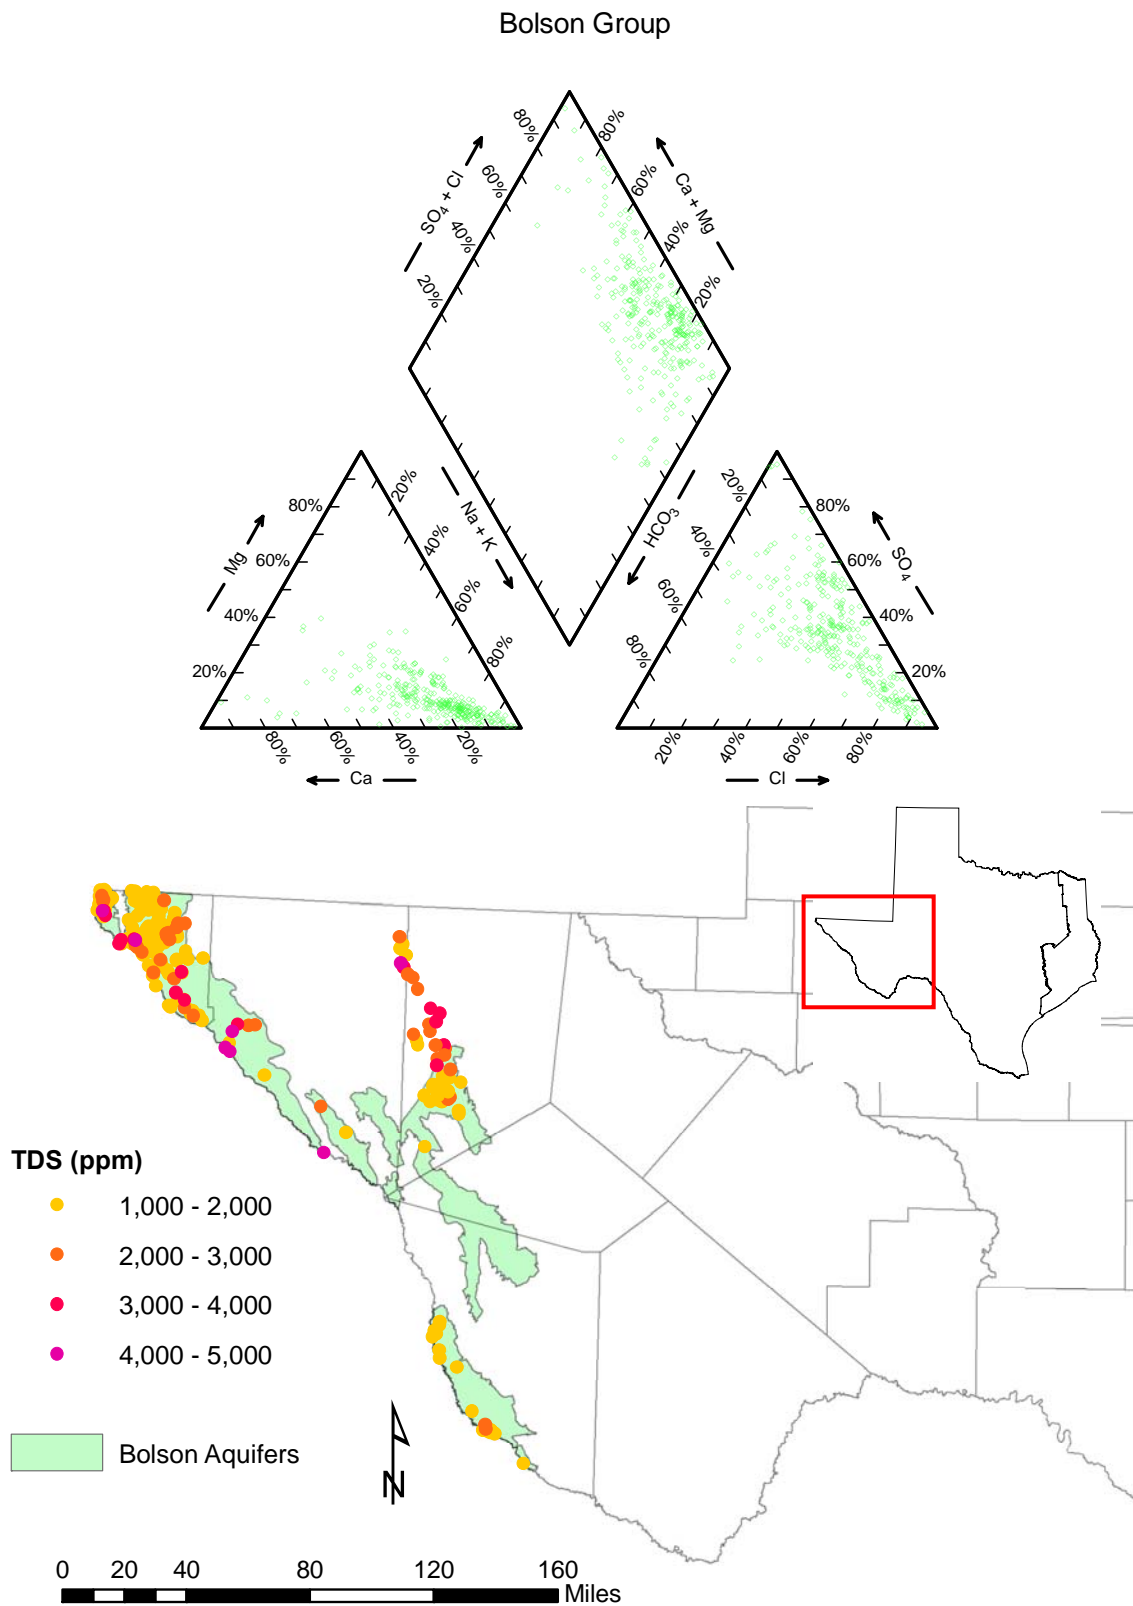 Bolson Group
80%
60%
40%
20%
SO4 + Cl
80%
60%
40%
20%
Ca + Mg
Na + K
HCO3
Mg
80%
60%
40%
20%
20%
40%
60%
80%
80%
60%
40%
20%
Ca
20%
40%
60%
80%
SO4
80%
60%
40%
20%
20%
40%
60%
80%
Cl
TDS (ppm)
1,000 - 2,000
2,000 - 3,000
3,000 - 4,000
4,000 - 5,000
Bolson Aquifers
N
0 20 40 80 120 160
Miles